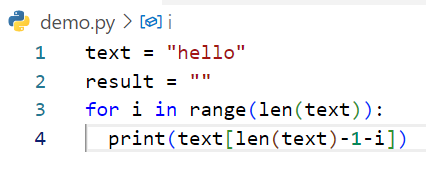 demo.py > i
1 text = "hello"
2 result = ""
3 for i in range(len(text)):
4   print(text[len(text)-1-i])